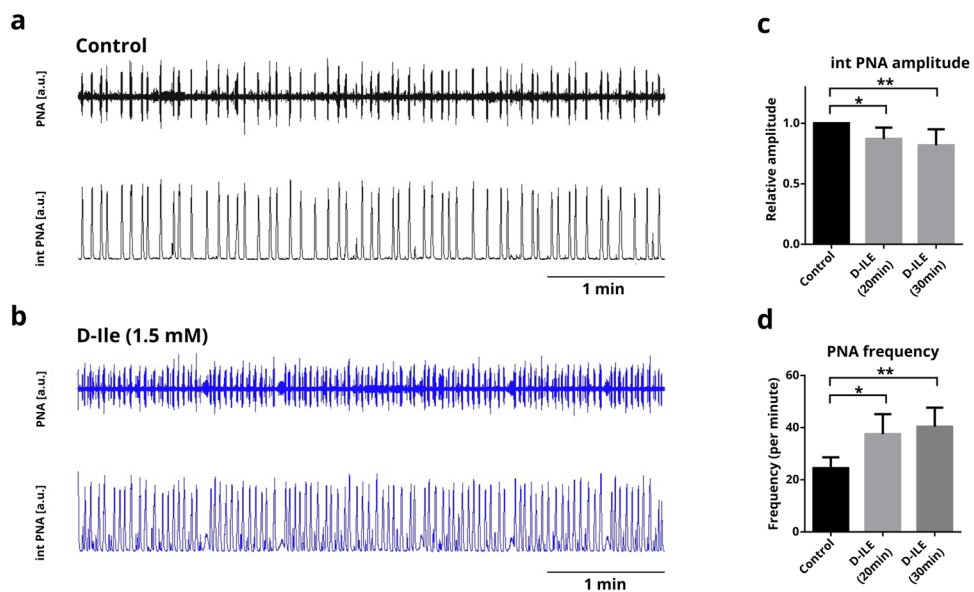 a
Control
PNA [a.u.]
int PNA [a.u.]
1 min
b
D-Ile (1.5 mM)
PNA [a.u.]
int PNA [a.u.]
1 min
c
int PNA amplitude
**
*
Relative amplitude
1.0
0.5
0.0
Control
D-ILE
(20min)
D-ILE
(30min)
d
PNA frequency
**
*
Frequency (per minute)
60
40
20
0
Control
D-ILE
(20min)
D-ILE
(30min)